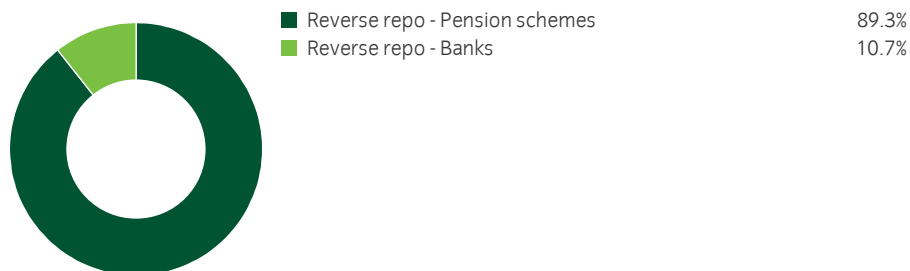 Reverse repo - Pension schemes 89.3%
Reverse repo - Banks 10.7%